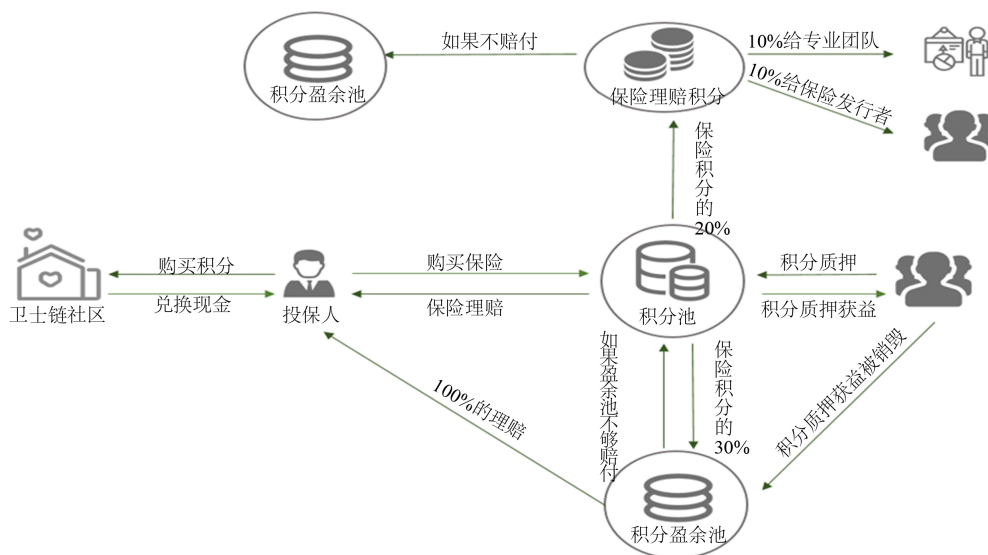 如果不赔付
10%给专业团队
积分盈余池
保险理赔积分
10%给保险发行者
保险积分的20%
购买积分
购买保险
积分质押
兑换现金
保险理赔
积分质押获益
卫士链社区
投保人
积分池
如果盈余池不够赔付
保险积分的30%
积分质押获益被销毁
100%的理赔
积分盈余池